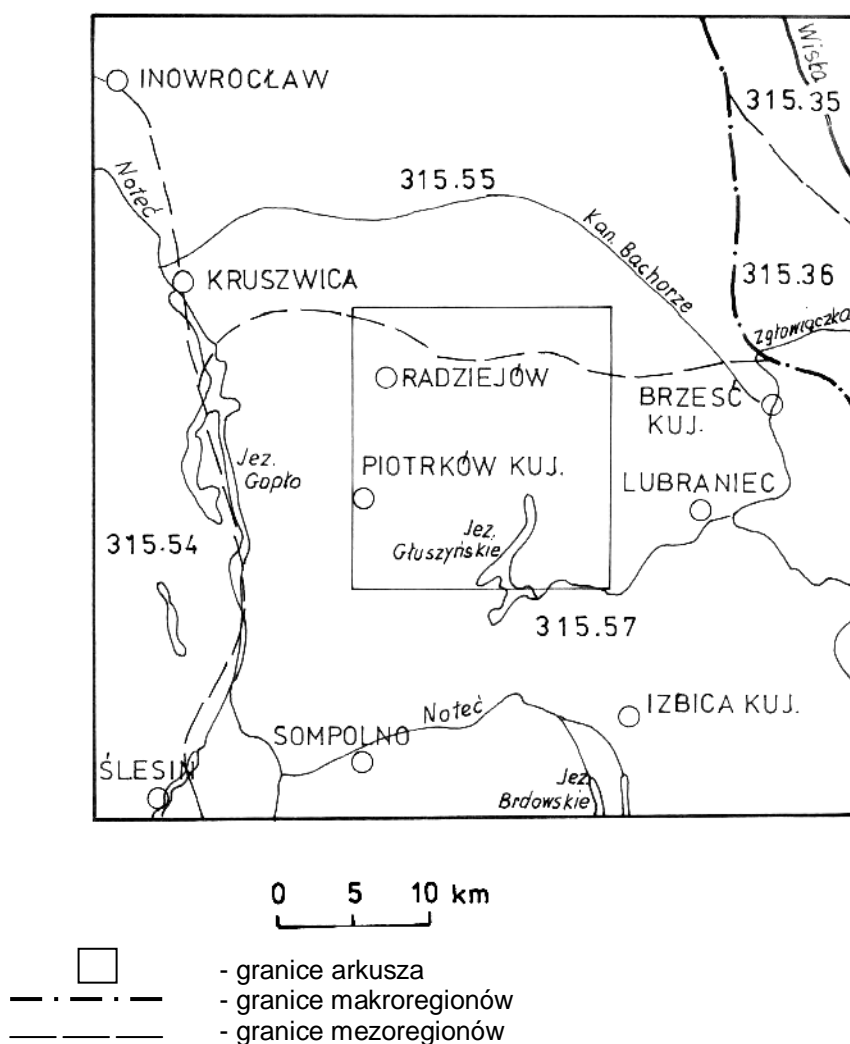 INOWROCŁAW
Wisła
315.35
Noteć
315.55
Kan. Bachorze
KRUSZWICA
315.36
Zgłowiączka
RADZIEJÓW
BRZEŚĆ
KUJ.
Jez.
Gopło
PIOTRKÓW KUJ.
LUBRANIEC
Jez.
Głuszyńskie
315.54
315.57
Noteć
IZBICA KUJ.
SOMPOLNO
ŚLESIN
Jez.
Brdowskie
0 5 10 km
- granice arkusza
- granice makroregionów
- granice mezoregionów